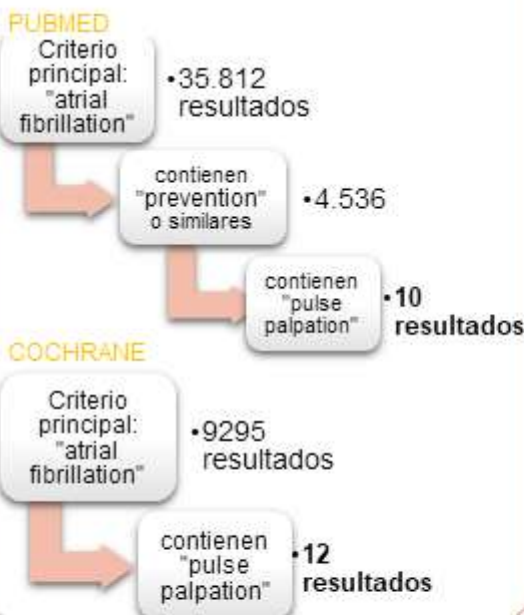 PUBMED
Criterio
principal:
"atrial
fibrillation"
•35.812
resultados
contienen
"prevention"
o similares
•4.536
contienen
"pulse
palpation"
•10
resultados
COCHRANE
Criterio
principal:
"atrial
fibrillation"
•9295
resultados
contienen
"pulse
palpation"
•12
resultados